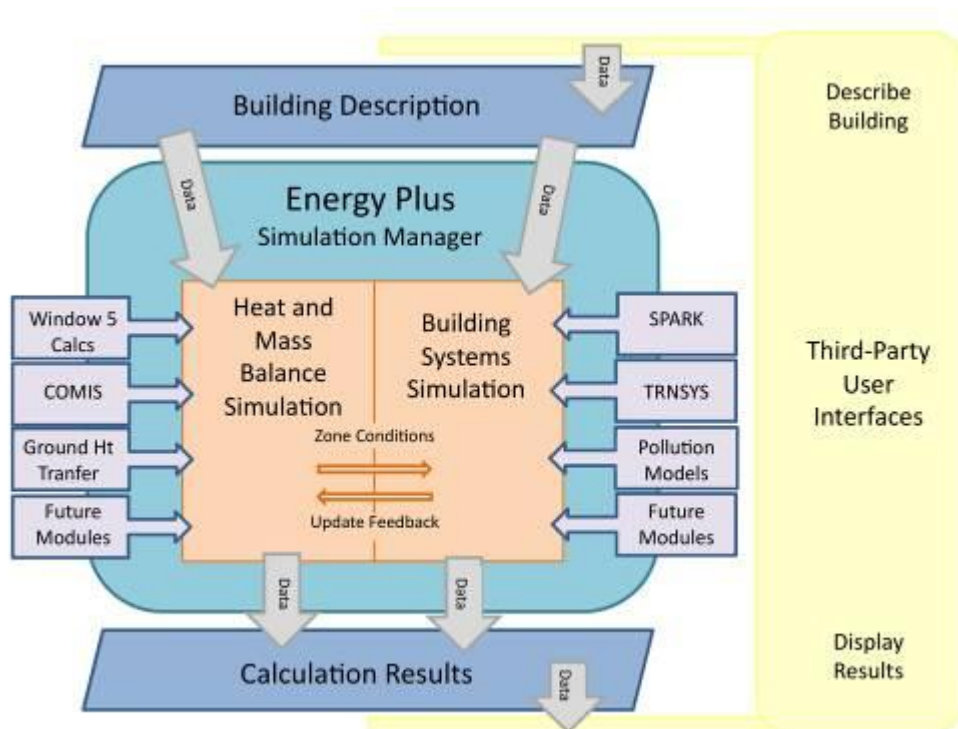 Data
Building Description
Describe
Building
Data
Data
Energy Plus
Simulation Manager
Window 5
Calcs
COMIS
Ground Ht
Tranfer
Future
Modules
Heat and
Mass
Balance
Simulation
Building
Systems
Simulation
Zone Conditions
Update Feedback
SPARK
TRNSYS
Pollution
Models
Future
Modules
Third-Party
User
Interfaces
Data
Data
Calculation Results
Data
Display
Results